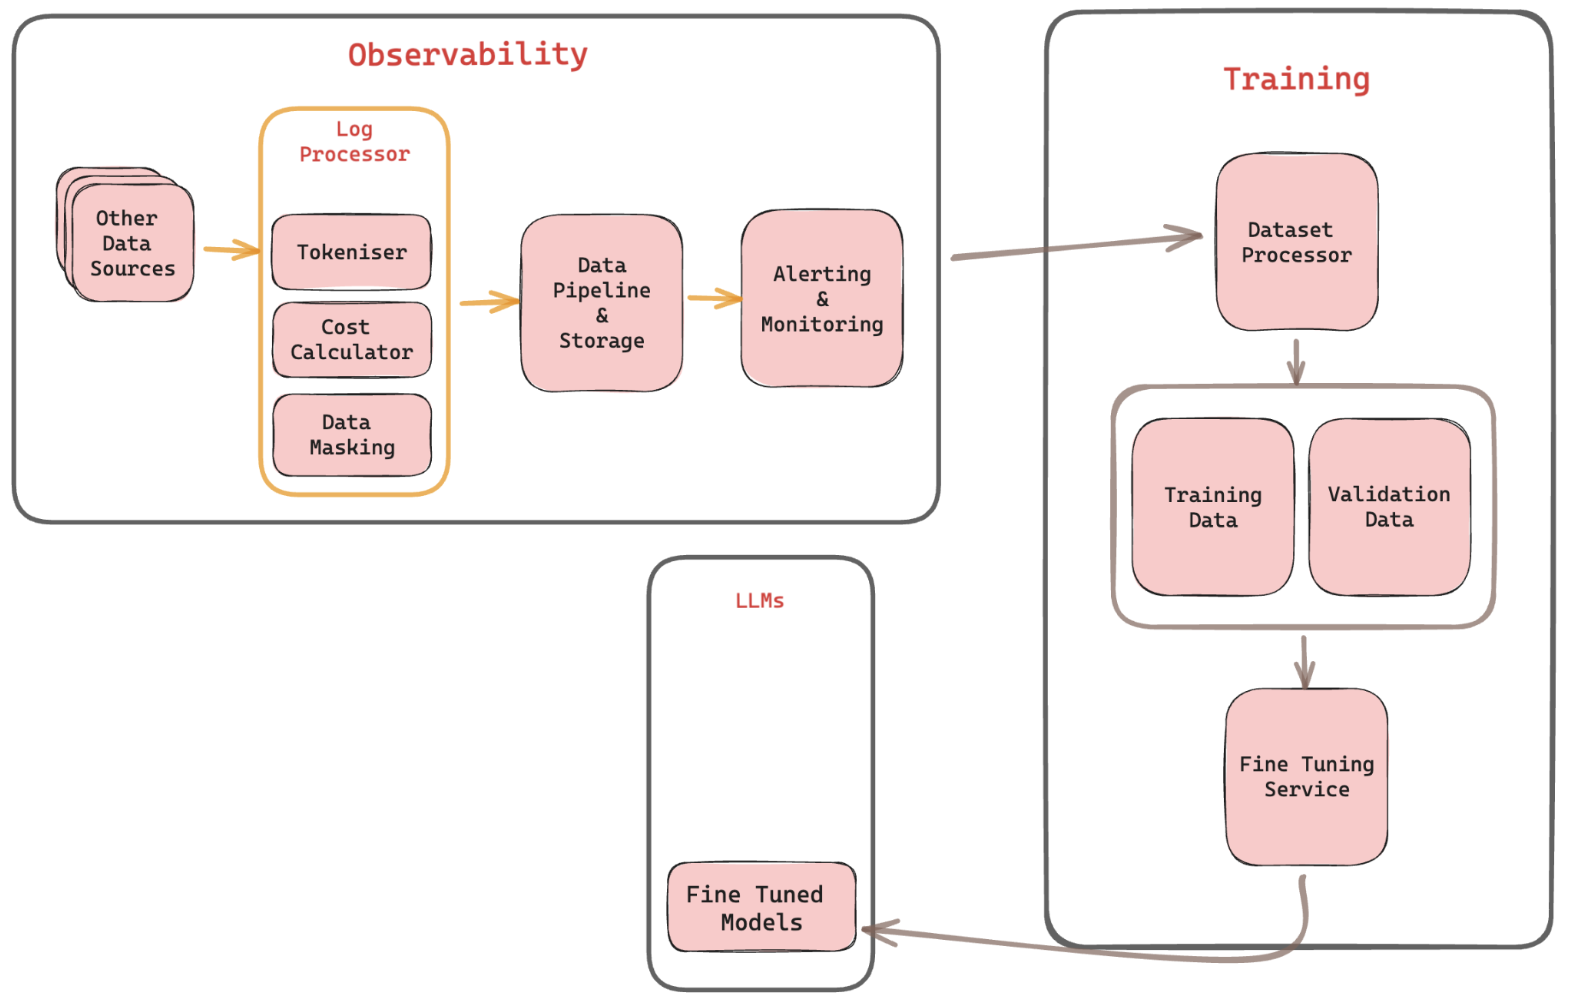 Observability
Log
Processor
Other
Data
Sources
Tokeniser
Cost
Calculator
Data
Masking
Data
Pipeline
&
Storage
Alerting
&
Monitoring
Training
Dataset
Processor
Training
Data
Validation
Data
Fine Tuning
Service
LLMs
Fine Tuned
Models